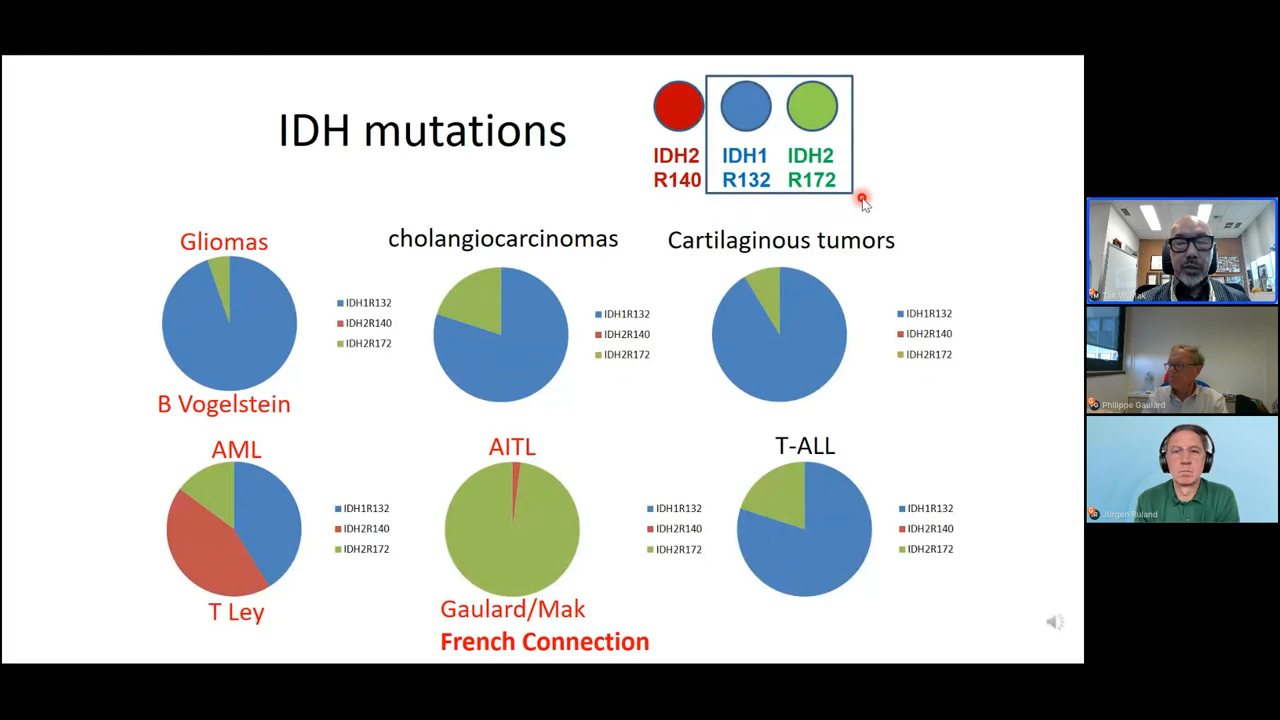 IDH mutations
IDH2 IDH1 IDH2
R140 R132 R172
Gliomas
IDH1R132
IDH2R140
IDH2R172
B Vogelstein
cholangiocarcinomas
IDH1R132
IDH2R140
IDH2R172
Cartilaginous tumors
IDH1R132
IDH2R140
IDH2R172
AML
IDH1R132
IDH2R140
IDH2R172
T Ley
AITL
IDH1R132
IDH2R140
IDH2R172
Gaulard/Mak
French Connection
T-ALL
IDH1R132
IDH2R140
IDH2R172
Tak W Mak
Philippe Gaulard
Jürgen Ruland